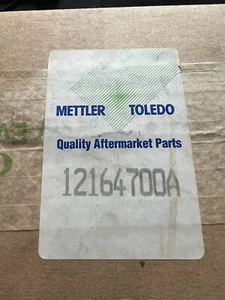 METTLER TOLEDO
Quality Aftermarket Parts
12164700A